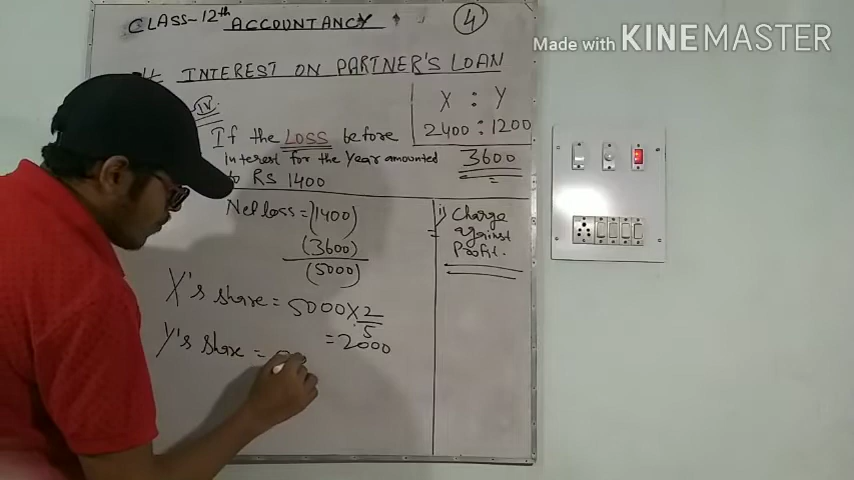 CLASS-12th ACCOUNTANCY
4
Made with KINEMASTER
INTEREST ON PARTNER'S LOAN
IV.
X : Y
2400 : 1200
3600
If the LOSS before
interest for the year amounted
to RS 1400
Net loss = (1400)
(3600)
(5000)
i) Charge
against
Profit.
X's share = 5000 x 2/5
= 2000
Y's share =